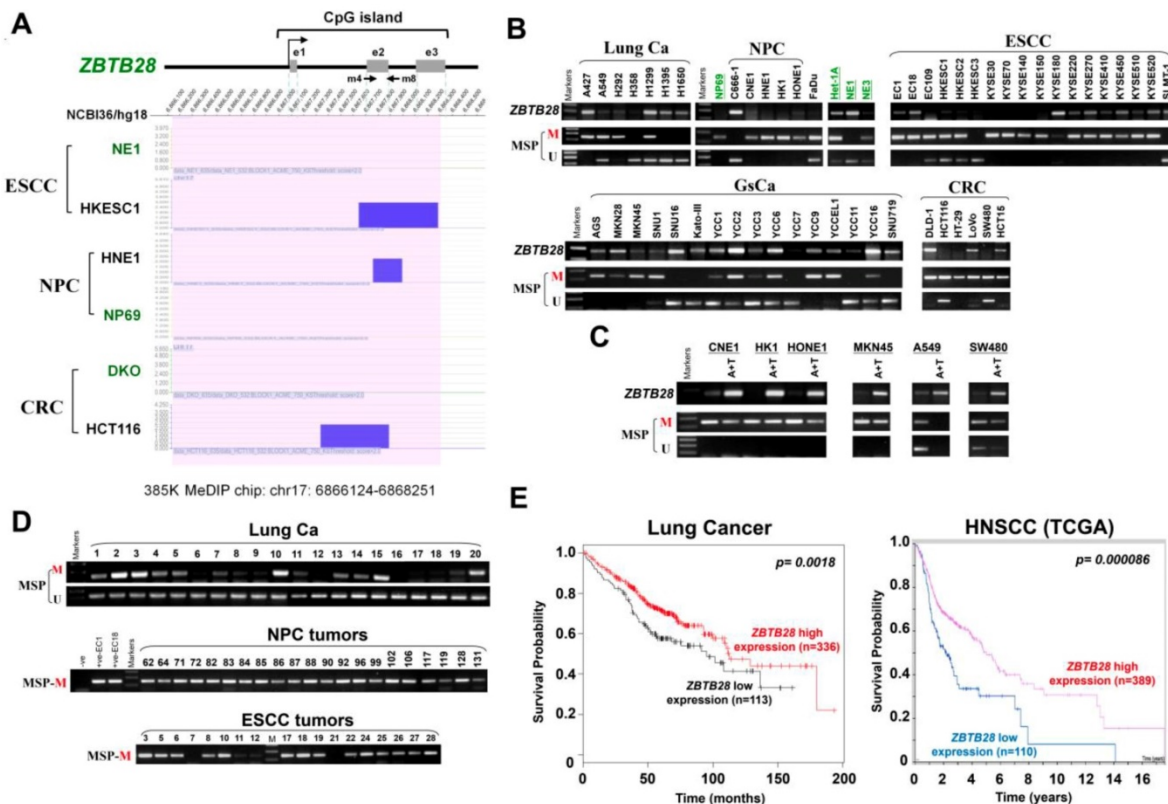 A
CpG island
e1
e2
e3
ZBTB28
m4
m8
NCBI36/hg18
NE1
ESCC
HKESC1
HNE1
NPC
NP69
DKO
CRC
HCT116
385K MeDIP chip: chr17: 6866124-6868251
B
Lung Ca
NPC
ESCC
Markers A427 A549 H292 H358 H1299 H1395 H1650
Markers NP69 C666-1 CNE1 HNE1 HK1 HONE1 FaDu
Het-1A NE1 NE3
Markers EC1 EC18 EC109 HKESC1 HKESC2 HKESC3 KYSE30 KYSE70 KYSE140 KYSE150 KYSE180 KYSE220 KYSE270 KYSE410 KYSE450 KYSE510 KYSE520 SLMT-1
ZBTB28
M
MSP
U
GsCa
CRC
Markers AGS MKN28 MKN45 SNU1 SNU16 Kato-III YCC1 YCC2 YCC3 YCC6 YCC7 YCC9 YCCEL1 YCC11 YCC16 SNU719
DLD-1 HCT116 HT-29 LoVo SW480 HCT15
ZBTB28
M
MSP
U
C
CNE1 HK1 HONE1 MKN45 A549 SW480
Markers A+T A+T A+T A+T A+T A+T
ZBTB28
M
MSP
U
D
Lung Ca
Markers 1 2 3 4 5 6 7 8 9 10 11 12 13 14 15 16 17 18 19 20
M
MSP
U
NPC tumors
-ve +ve-EC1 +ve-EC18 Markers 62 64 71 72 82 83 84 85 86 87 88 90 92 96 99 102 106 117 119 128 131
MSP-M
ESCC tumors
3 5 6 7 8 10 11 12 M 17 18 19 21 22 24 25 26 27 28
MSP-M
E
Lung Cancer
p= 0.0018
Survival Probability
1.0
0.8
0.6
0.4
0.2
ZBTB28 high
expression
(n=336)
ZBTB28 low
expression (n=113)
0 50 100 150 200
Time (months)
HNSCC (TCGA)
p= 0.000086
Survival Probability
1.0
0.8
0.6
0.4
0.2
0.0
ZBTB28 high
expression (n=389)
ZBTB28 low
expression (n=110)
0 2 4 6 8 10 12 14 16
Time (years)